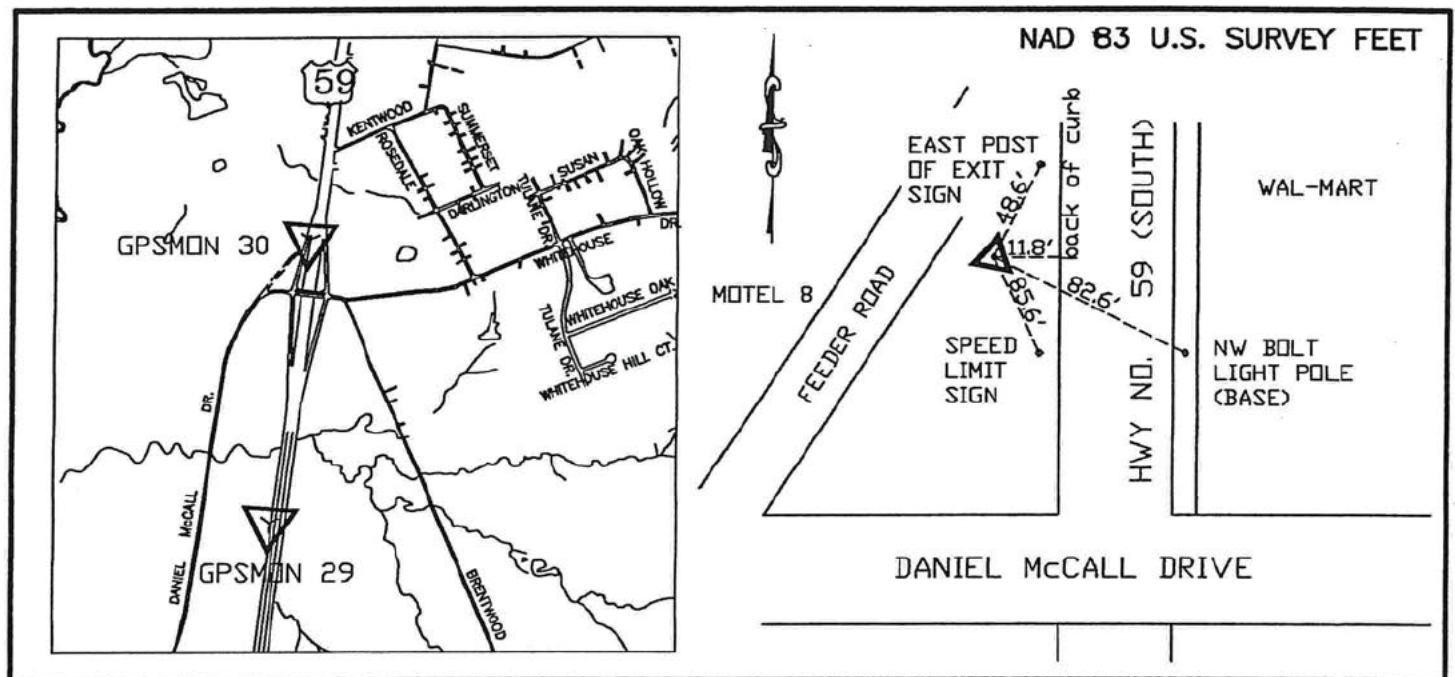 NAD 83 U.S. SURVEY FEET
59
KENTWOOD
ROSEDALE
SUMMERSET
DARLINGTON
TULANE DR.
SUSAN
OAK HOLLOW
DR.
WHITEHOUSE
GPSMON 30
TULANE DR.
WHITEHOUSE OAK
WHITEHOUSE HILL CT.
DR.
DANIEL McCALL
GPSMON 29
BRENTWOOD
EAST POST
OF EXIT
SIGN
48.6'
back of curb
11.8'
85.6'
82.6'
MOTEL 8
FEEDER ROAD
SPEED
LIMIT
SIGN
HWY NO. 59 (SOUTH)
WAL-MART
NW BOLT
LIGHT POLE
(BASE)
DANIEL McCALL DRIVE